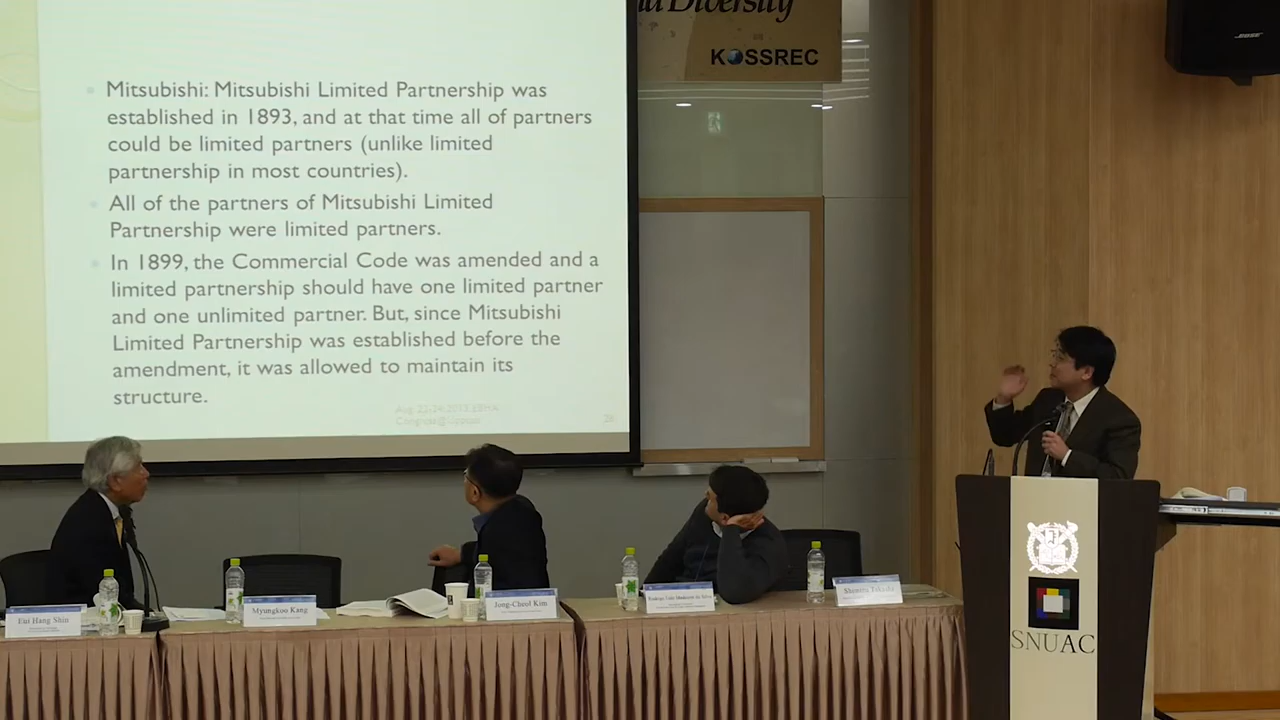 nd Diversity
KOSSREC
BOSE
Mitsubishi: Mitsubishi Limited Partnership was
established in 1893, and at that time all of partners
could be limited partners (unlike limited
partnership in most countries).
All of the partners of Mitsubishi Limited
Partnership were limited partners.
In 1899, the Commercial Code was amended and a
limited partnership should have one limited partner
and one unlimited partner. But, since Mitsubishi
Limited Partnership was established before the
amendment, it was allowed to maintain its
structure.
Eui Hang Shin
Myungkoo Kang
Jong-Cheol Kim
SNUAC